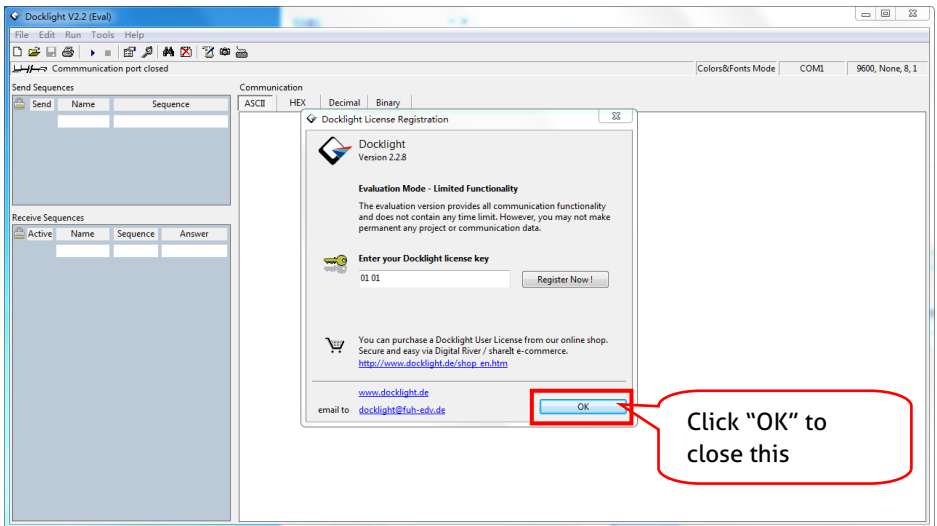 Docklight V2.2 (Eval)
File Edit Run Tools Help
Commmunication port closed
Colors&Fonts Mode COM1 9600, None, 8, 1
Send Sequences
Send Name Sequence
Communication
ASCII HEX Decimal Binary
Docklight License Registration
Docklight
Version 2.2.8
Evaluation Mode - Limited Functionality
The evaluation version provides all communication functionality
and does not contain any time limit. However, you may not make
permanent any project or communication data.
Receive Sequences
Active Name Sequence Answer
Enter your Docklight license key
01 01
Register Now !
You can purchase a Docklight User License from our online shop.
Secure and easy via Digital River / shareIt e-commerce.
http://www.docklight.de/shop_en.htm
www.docklight.de
email to docklight@fuh-edv.de
OK
Click “OK” to
close this